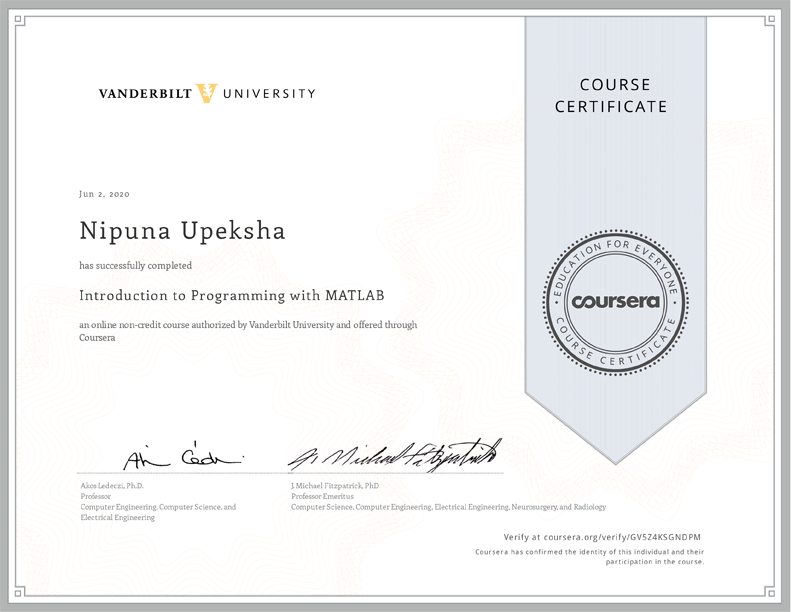 VANDERBILT V UNIVERSITY
COURSE
CERTIFICATE
Jun 2, 2020
Nipuna Upeksha
has successfully completed
Introduction to Programming with MATLAB
an online non-credit course authorized by Vanderbilt University and offered through
Coursera
EDUCATION FOR EVERYONE
coursera
COURSE CERTIFICATE
Akos Ledeczi, Ph.D.
Professor
Computer Engineering, Computer Science, and
Electrical Engineering
J. Michael Fitzpatrick
J. Michael Fitzpatrick, PhD
Professor Emeritus
Computer Science, Computer Engineering, Electrical Engineering, Neurosurgery, and Radiology
Verify at coursera.org/verify/GV5Z4KSGNDPM
Coursera has confirmed the identity of this individual and their
participation in the course.